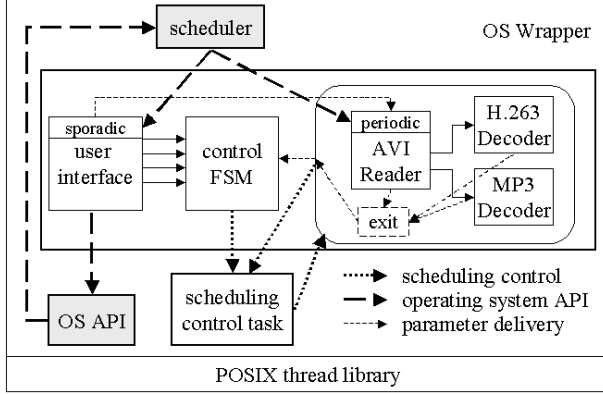 scheduler
OS Wrapper
sporadic
user
interface
control
FSM
periodic
AVI
Reader
H.263
Decoder
MP3
Decoder
exit
OS API
scheduling
control task
scheduling control
operating system API
parameter delivery
POSIX thread library